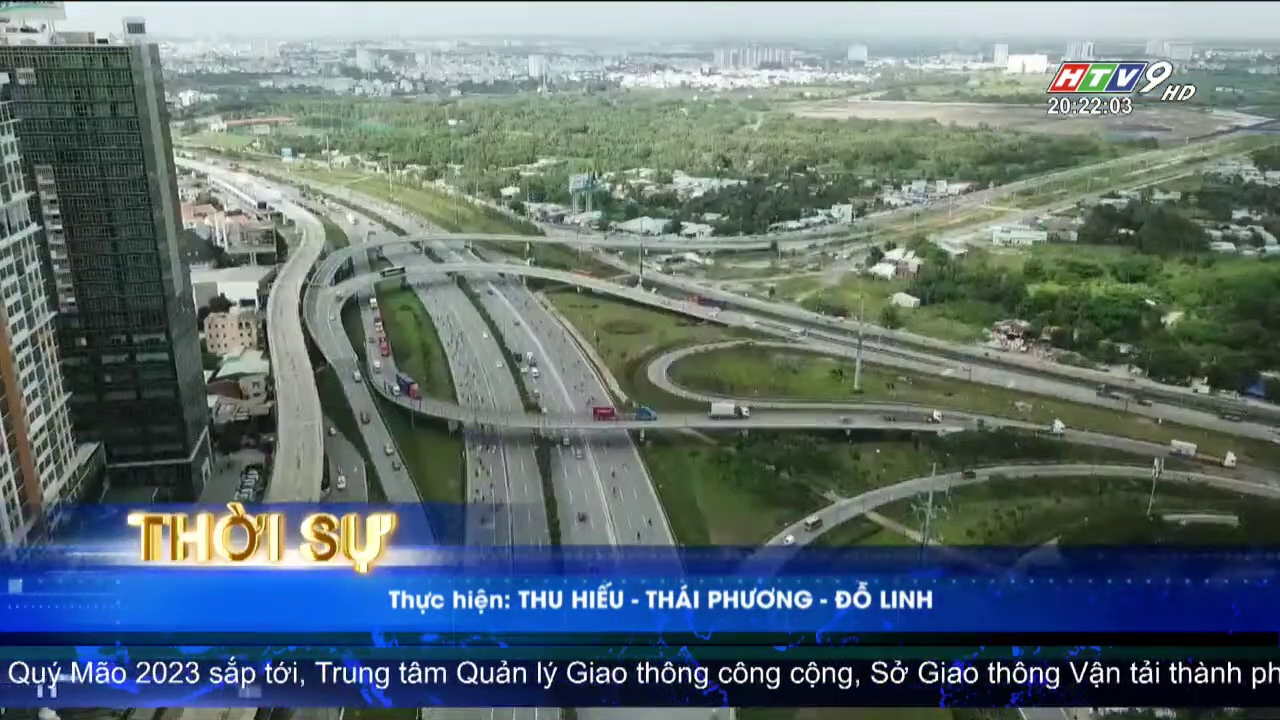 HTV9 HD
20:22:03
THỜI SỰ
Thực hiện: THU HIẾU - THÁI PHƯƠNG - ĐỖ LINH
Quý Mão 2023 sắp tới, Trung tâm Quản lý Giao thông công cộng, Sở Giao thông Vận tải thành ph